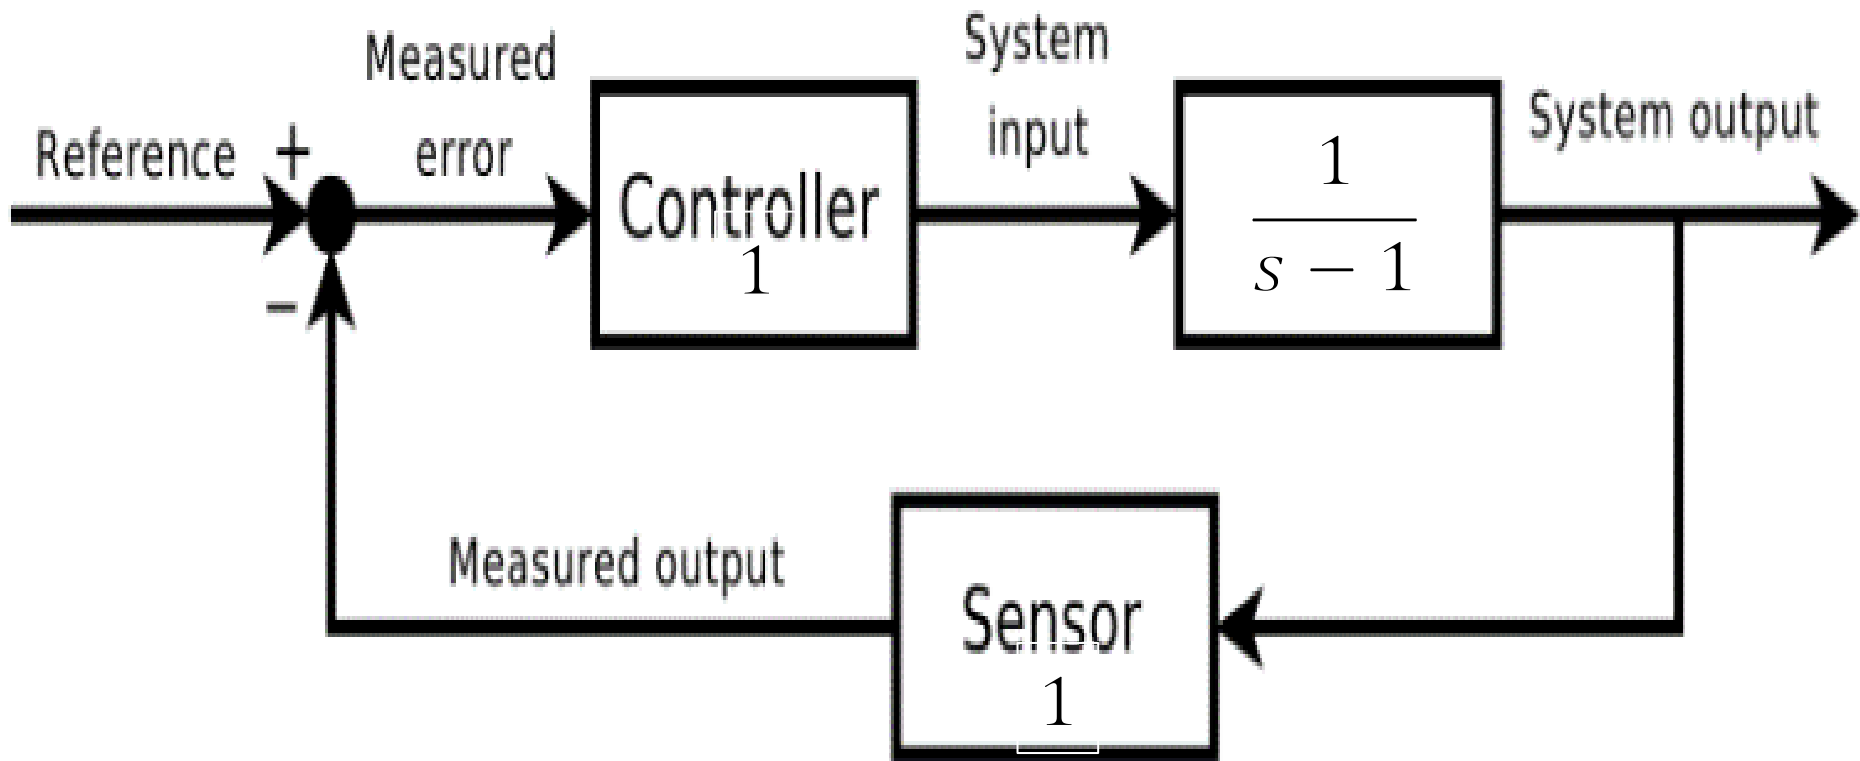 Measured
error
System
input
System output
Reference
+
Controller
1
1
s − 1
−
Measured output
Sensor
1